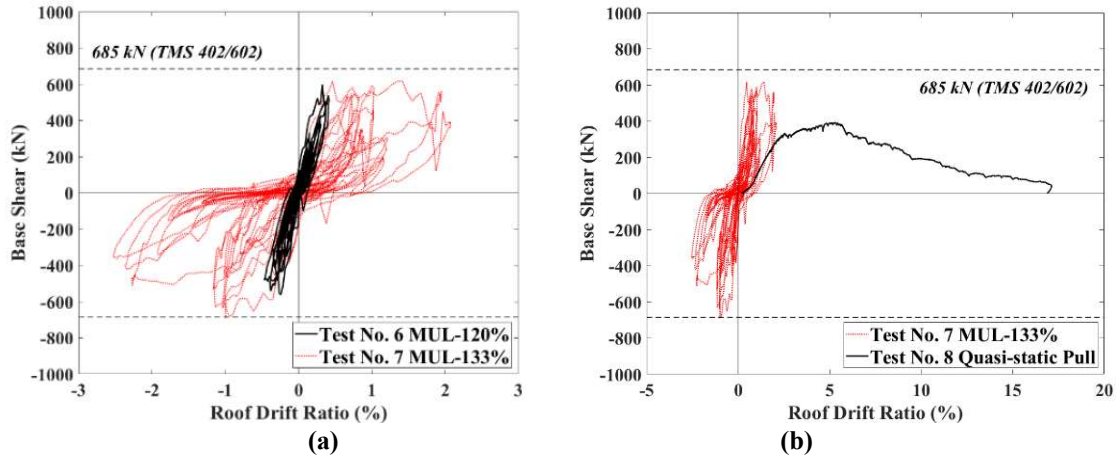 1000
800
600
400
200
0
-200
-400
-600
-800
-1000
Base Shear (kN)
685 kN (TMS 402/602)
Test No. 6 MUL-120%
Test No. 7 MUL-133%
-3 -2 -1 0 1 2 3
Roof Drift Ratio (%)
(a)
1000
800
600
400
200
0
-200
-400
-600
-800
-1000
Base Shear (kN)
685 kN (TMS 402/602)
Test No. 7 MUL-133%
Test No. 8 Quasi-static Pull
-5 0 5 10 15 20
Roof Drift Ratio (%)
(b)